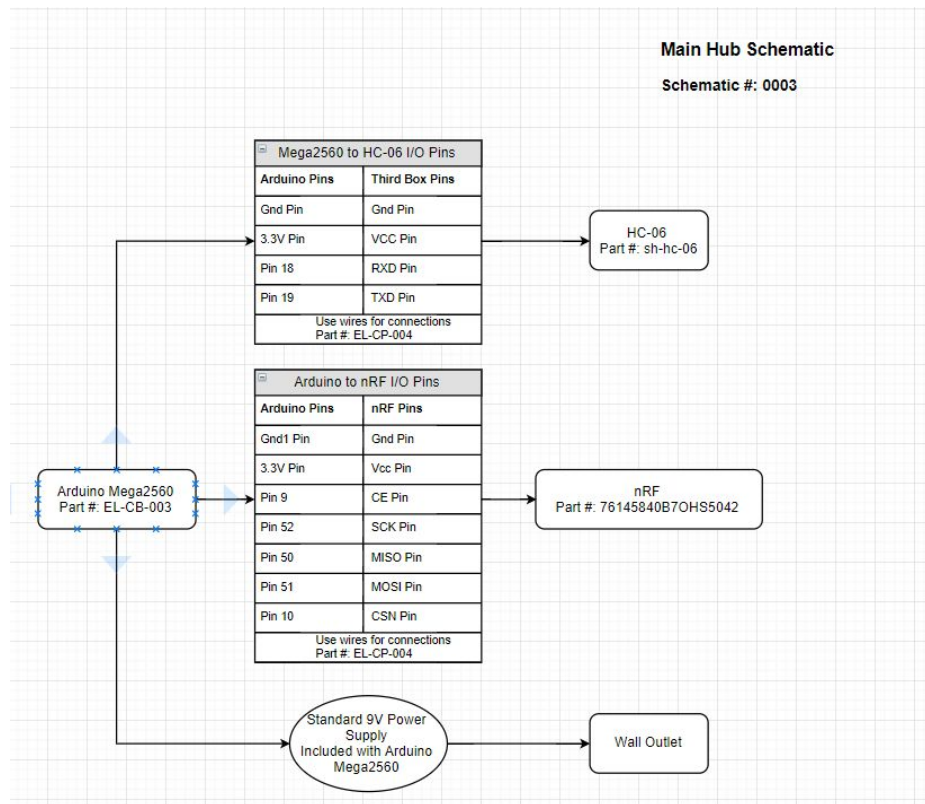 Main Hub Schematic
Schematic #: 0003
Mega2560 to HC-06 I/O Pins
Arduino Pins Third Box Pins
Gnd Pin Gnd Pin
3.3V Pin VCC Pin
Pin 18 RXD Pin
Pin 19 TXD Pin
Use wires for connections
Part #: EL-CP-004
HC-06
Part #: sh-hc-06
Arduino to nRF I/O Pins
Arduino Pins nRF Pins
Gnd1 Pin Gnd Pin
3.3V Pin Vcc Pin
Pin 9 CE Pin
Pin 52 SCK Pin
Pin 50 MISO Pin
Pin 51 MOSI Pin
Pin 10 CSN Pin
Use wires for connections
Part #: EL-CP-004
Arduino Mega2560
Part #: EL-CB-003
nRF
Part #: 76145840B7OHS5042
Standard 9V Power
Supply
Included with Arduino
Mega2560
Wall Outlet